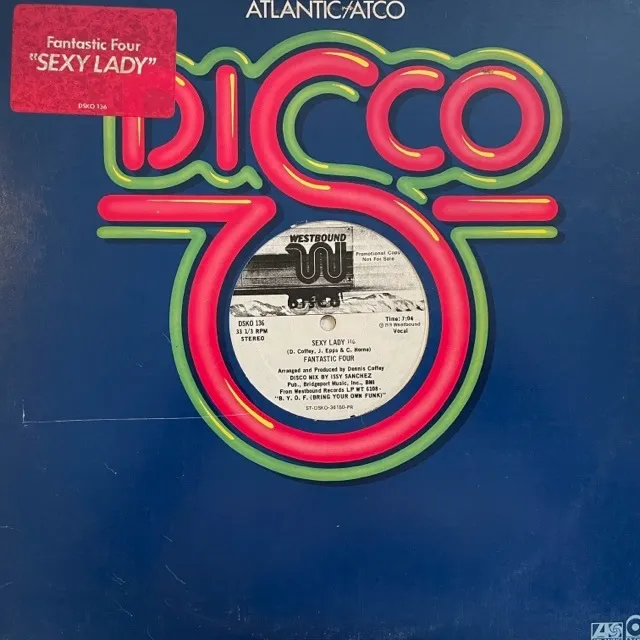 ATLANTIC/ATCO
Fantastic Four
"SEXY LADY"
DSKO 136
DISCO
WESTBOUND
W
Promotional Copy
Not For Sale
DSKO 136
33 1/3 RPM
STEREO
Time: 7:04
Westbound
Vocal
SEXY LADY
(D. Coffey, J. Epps & C. Roma)
FANTASTIC FOUR
Arranged and Produced by Dennis Coffey
DISCO MIX BY ISSY SANCHEZ
Pub., Bridgeport Music, Inc., BMI
From Westbound Records LP WT 6108 -
"B. Y. O. F. (BRING YOUR OWN FUNK)"
ST-DSKO-36160-PR